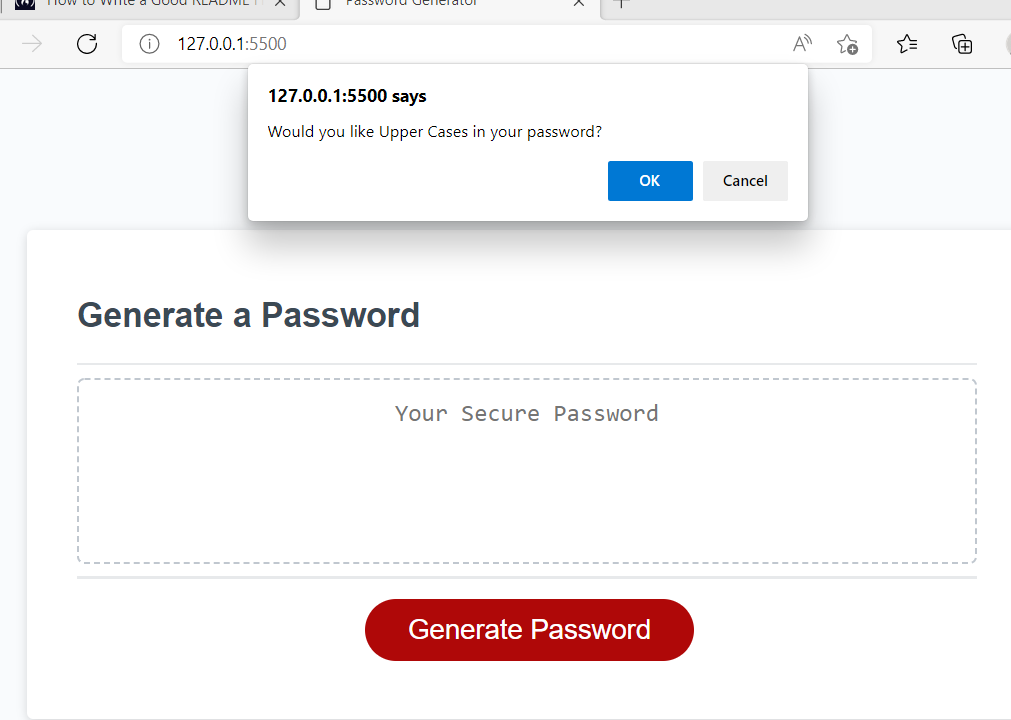 How to Write a Good README
Password Generator
127.0.0.1:5500
127.0.0.1:5500 says
Would you like Upper Cases in your password?
OK
Cancel
Generate a Password
Your Secure Password
Generate Password